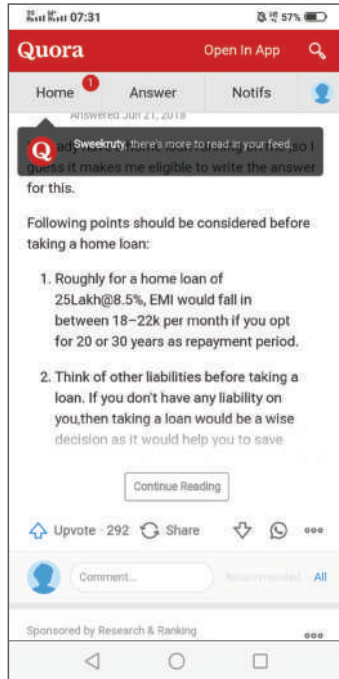 07:31 57%
Quora Open In App
Home 1 Answer Notifs
Answered Jun 21, 2018
Q Sweekruty, there's more to read in your feed.
guess it makes me eligible to write the answer
for this.
Following points should be considered before
taking a home loan:
1. Roughly for a home loan of
25Lakh@8.5%, EMI would fall in
between 18–22k per month if you opt
for 20 or 30 years as repayment period.
2. Think of other liabilities before taking a
loan. If you don't have any liability on
you,then taking a loan would be a wise
decision as it would help you to save
Continue Reading
Upvote · 292 Share
Comment... Recommended All
Sponsored by Research & Ranking